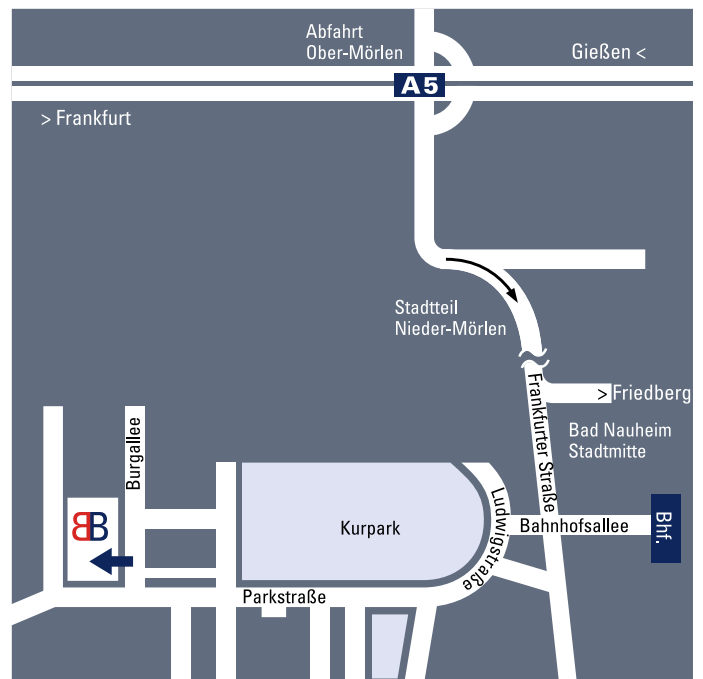 Abfahrt
Ober-Mörlen
Gießen <
A5
> Frankfurt
Stadtteil
Nieder-Mörlen
Frankfurter Straße
> Friedberg
Bad Nauheim
Stadtmitte
Burgallee
BB
Kurpark
Ludwigstraße
Bahnhofsallee
Bhf.
Parkstraße